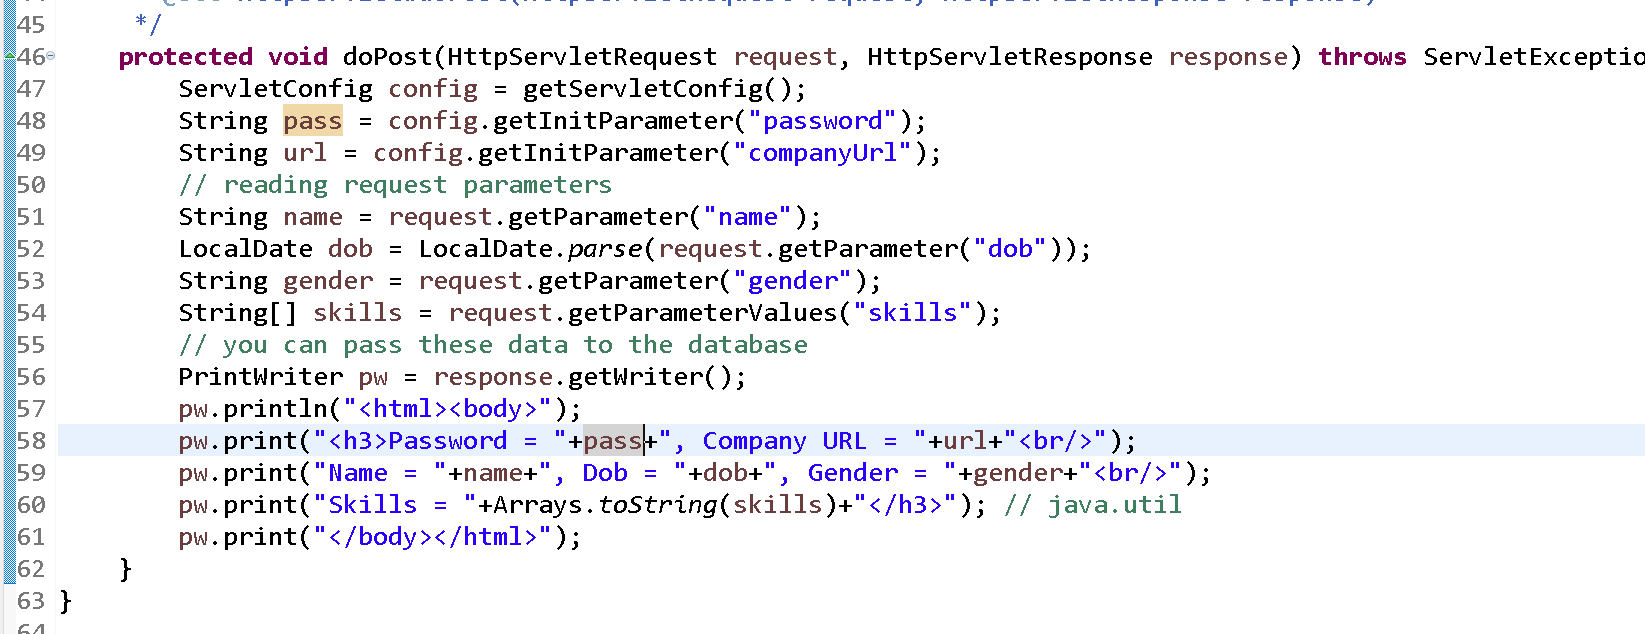 45 */
46 protected void doPost(HttpServletRequest request, HttpServletResponse response) throws ServletExceptio
47 ServletConfig config = getServletConfig();
48 String pass = config.getInitParameter("password");
49 String url = config.getInitParameter("companyUrl");
50 // reading request parameters
51 String name = request.getParameter("name");
52 LocalDate dob = LocalDate.parse(request.getParameter("dob"));
53 String gender = request.getParameter("gender");
54 String[] skills = request.getParameterValues("skills");
55 // you can pass these data to the database
56 PrintWriter pw = response.getWriter();
57 pw.println("<html><body>");
58 pw.print("<h3>Password = "+pass+", Company URL = "+url+"<br/>");
59 pw.print("Name = "+name+", Dob = "+dob+", Gender = "+gender+"<br/>");
60 pw.print("Skills = "+Arrays.toString(skills)+"</h3>"); // java.util
61 pw.print("</body></html>");
62 }
63 }
64